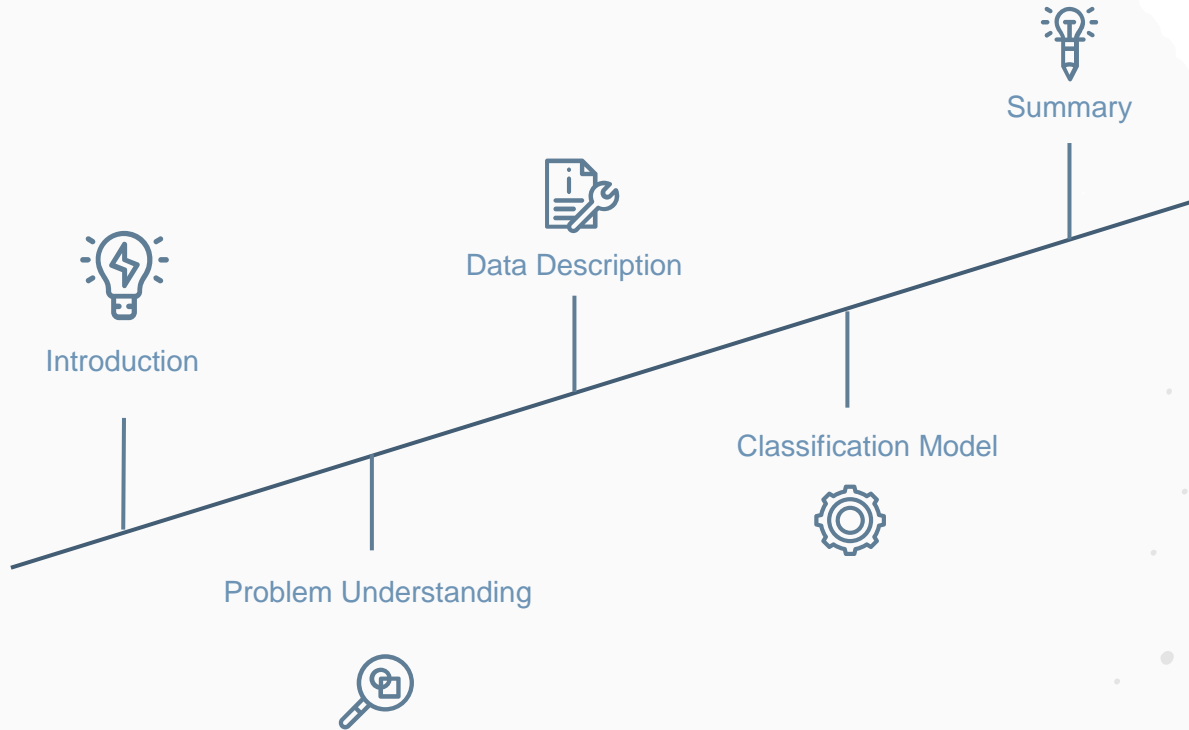 Introduction
Problem Understanding
Data Description
Classification Model
Summary